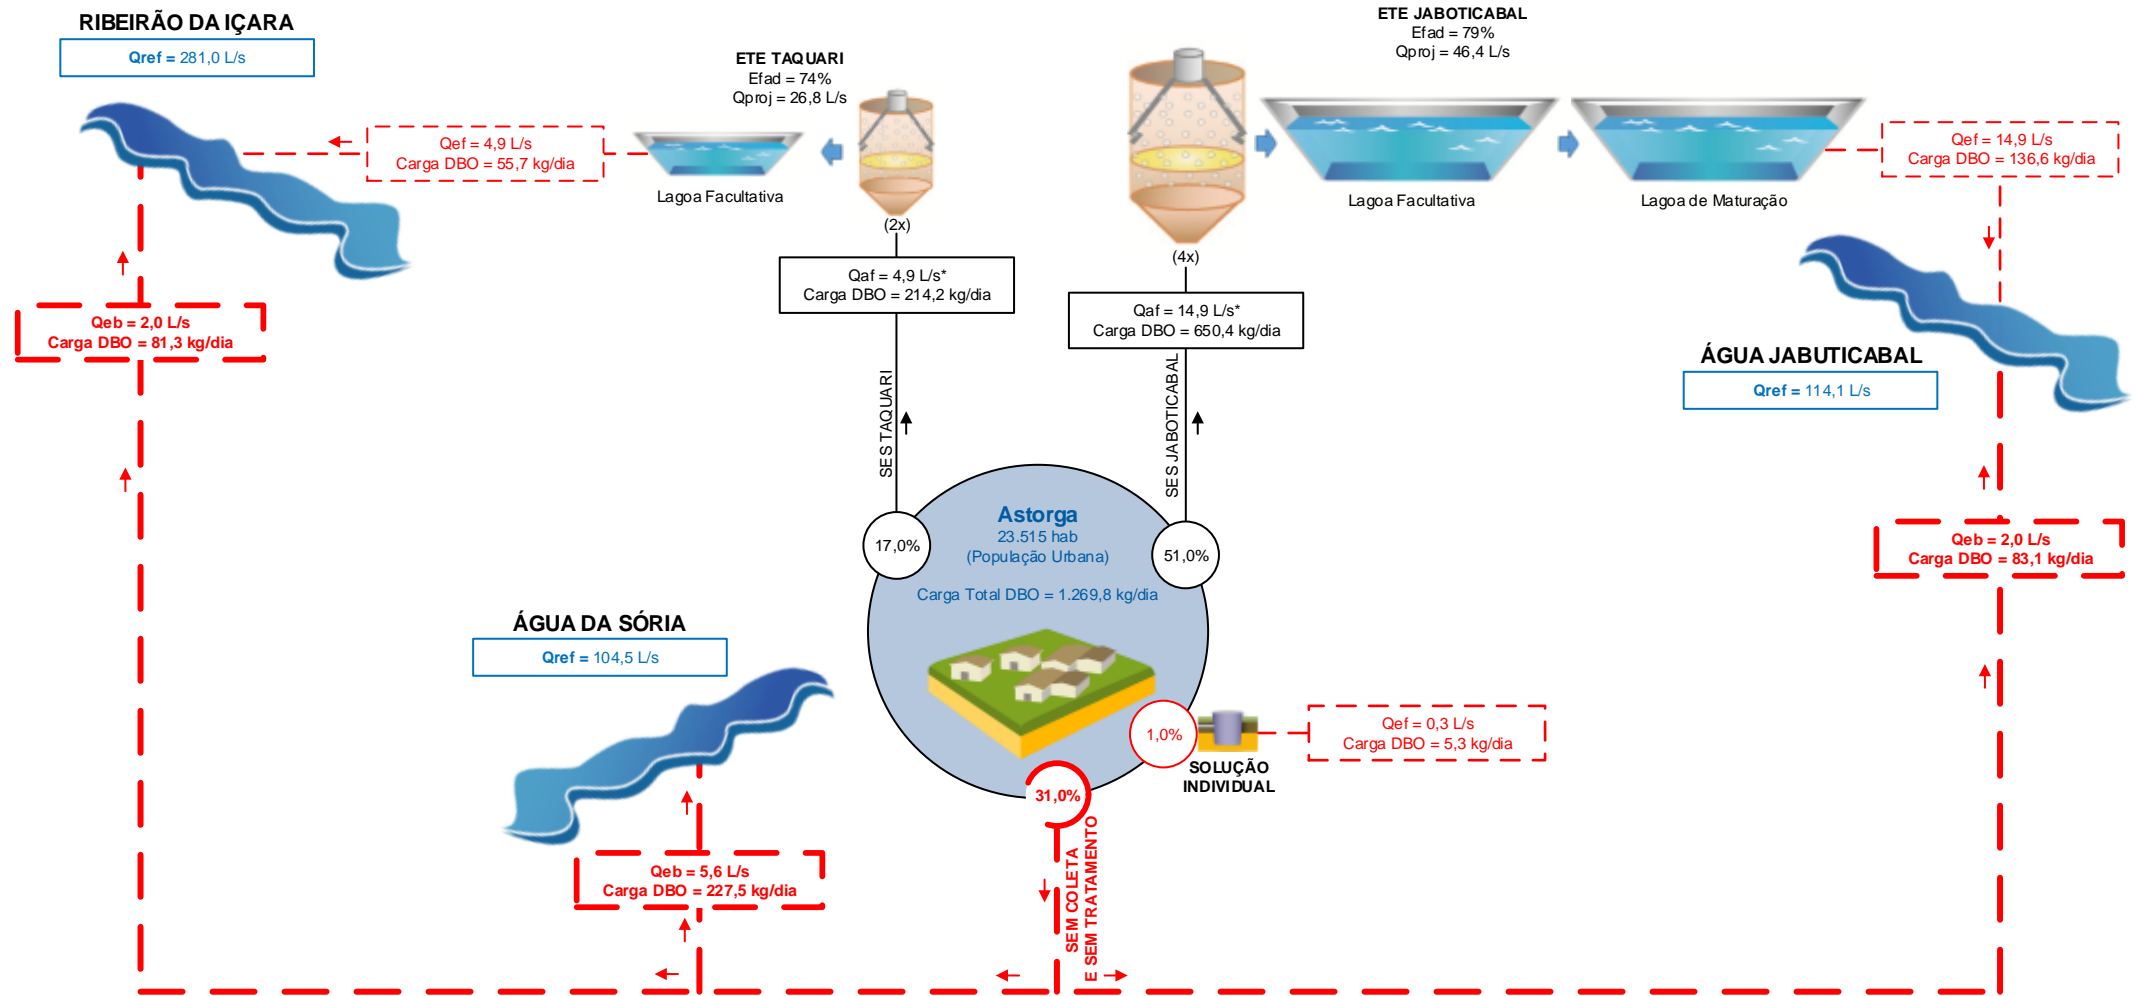 RIBEIRÃO DA IÇARA
Qref = 281,0 L/s
ETE TAQUARI
Efad = 74%
Qproj = 26,8 L/s
ETE JABOTICABAL
Efad = 79%
Qproj = 46,4 L/s
Qef = 4,9 L/s
Carga DBO = 55,7 kg/dia
Lagoa Facultativa
(2x)
Lagoa Facultativa
Lagoa de Maturação
(4x)
Qef = 14,9 L/s
Carga DBO = 136,6 kg/dia
Qaf = 4,9 L/s*
Carga DBO = 214,2 kg/dia
Qaf = 14,9 L/s*
Carga DBO = 650,4 kg/dia
Qeb = 2,0 L/s
Carga DBO = 81,3 kg/dia
ÁGUA JABUTICABAL
Qref = 114,1 L/s
SES TAQUARI
SES JABOTICABAL
17,0%
Astorga
23.515 hab
(População Urbana)
Carga Total DBO = 1.269,8 kg/dia
51,0%
Qeb = 2,0 L/s
Carga DBO = 83,1 kg/dia
ÁGUA DA SÓRIA
Qref = 104,5 L/s
1,0%
SOLUÇÃO
INDIVIDUAL
Qef = 0,3 L/s
Carga DBO = 5,3 kg/dia
31,0%
SEM COLETA
E SEM TRATAMENTO
Qeb = 5,6 L/s
Carga DBO = 227,5 kg/dia